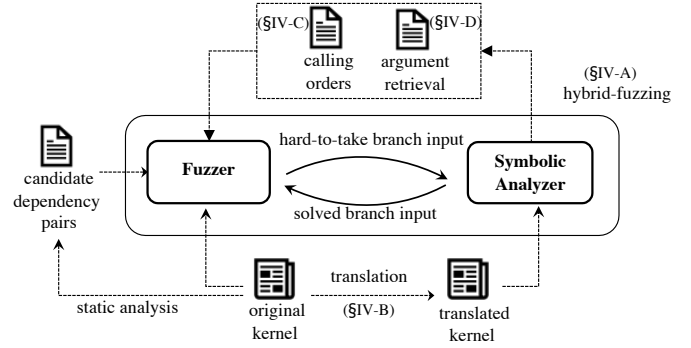 (§IV-C)
(§IV-D)
calling
orders
argument
retrieval
(§IV-A)
hybrid-fuzzing
hard-to-take branch input
Fuzzer
Symbolic
Analyzer
candidate
dependency
pairs
solved branch input
translation
static analysis
(§IV-B)
original
kernel
translated
kernel